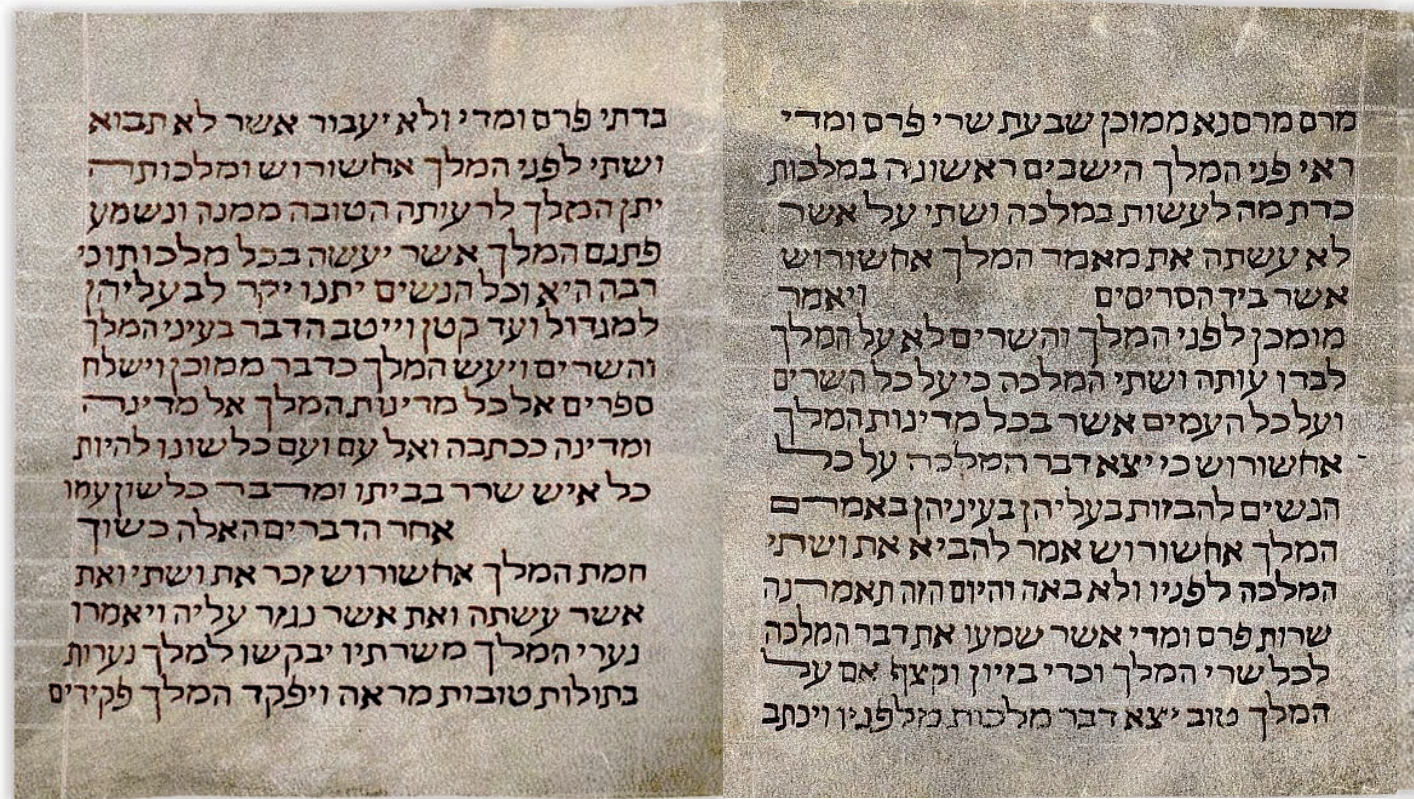 מרס מרסנא ממוכן שבעת שרי פרס ומדי
ראי פני המלך הישבים ראשונה במלכות
כדת מה לעשות במלכה ושתי על אשר
לא עשתה את מאמר המלך אחשורוש
אשר ביד הסריסים ויאמר
מומכן לפני המלך והשרים לא על המלך
לבדו עותה ושתי המלכה כי על כל השרים
ועל כל העמים אשר בכל מדינות המלך
אחשורוש כי יצא דבר המלכה על כל
הנשים להבזות בעליהן בעיניהן באמרם
המלך אחשורוש אמר להביא את ושתי
המלכה לפניו ולא באה והיום הזה תאמרנה
שרות פרס ומדי אשר שמעו את דבר המלכה
לכל שרי המלך וכדי בזיון וקצף אם על
המלך טוב יצא דבר מלכות מלפניו ויכתב
בדתי פרס ומדי ולא יעבור אשר לא תבוא
ושתי לפני המלך אחשורוש ומלכותה
יתן המלך לרעותה הטובה ממנה ונשמע
פתגם המלך אשר יעשה בכל מלכותו כי
רבה היא וכל הנשים יתנו יקר לבעליהן
למגדול ועד קטן וייטב הדבר בעיני המלך
והשרים ויעש המלך כדבר ממוכן וישלח
ספרים אל כל מדינות המלך אל מדינה
ומדינה ככתבה ואל עם ועם כלשונו להיות
כל איש שרר בביתו ומדבר כלשון עמו
אחר הדברים האלה כשוך
חמת המלך אחשורוש זכר את ושתי ואת
אשר עשתה ואת אשר נגזר עליה ויאמרו
נערי המלך משרתיו יבקשו למלך נערות
בתולות טובות מראה ויפקד המלך פקידים